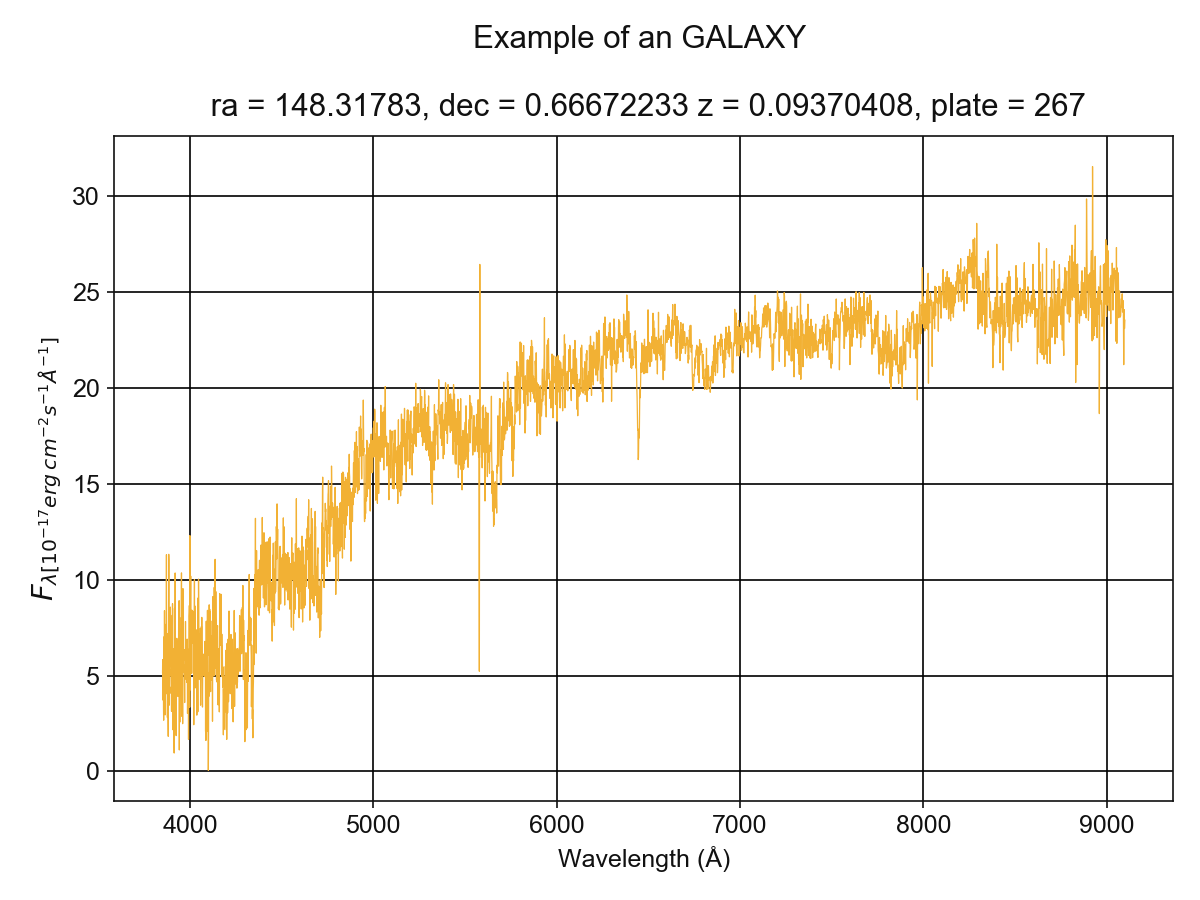 Example of an GALAXY
ra = 148.31783, dec = 0.66672233 z = 0.09370408, plate = 267
30
25
20
15
10
5
0
F_{λ[10^{-17}erg cm^{-2}s^{-1}Å^{-1}]}
4000 5000 6000 7000 8000 9000
Wavelength (Å)